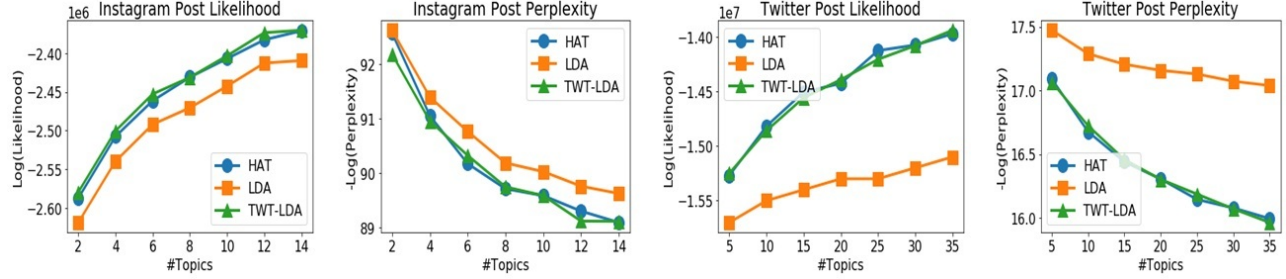 Instagram Post Likelihood
1e6
Log(Likelihood)
−2.40
−2.45
−2.50
−2.55
−2.60
HAT
LDA
TWT-LDA
2 4 6 8 10 12 14
#Topics
Instagram Post Perplexity
-Log(Perplexity)
92
91
90
89
HAT
LDA
TWT-LDA
2 4 6 8 10 12 14
#Topics
Twitter Post Likelihood
1e7
Log(Likelihood)
−1.40
−1.45
−1.50
−1.55
HAT
LDA
TWT-LDA
5 10 15 20 25 30 35
#Topics
Twitter Post Perplexity
-Log(Perplexity)
17.5
17.0
16.5
16.0
HAT
LDA
TWT-LDA
5 10 15 20 25 30 35
#Topics